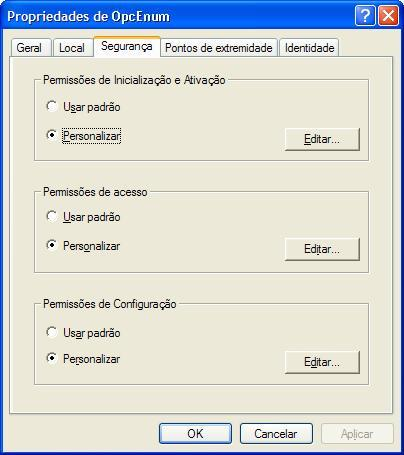 Propriedades de OpcEnum
Geral Local Segurança Pontos de extremidade Identidade
Permissões de Inicialização e Ativação
Usar padrão
Personalizar
Editar...
Permissões de acesso
Usar padrão
Personalizar
Editar...
Permissões de Configuração
Usar padrão
Personalizar
Editar...
OK Cancelar Aplicar